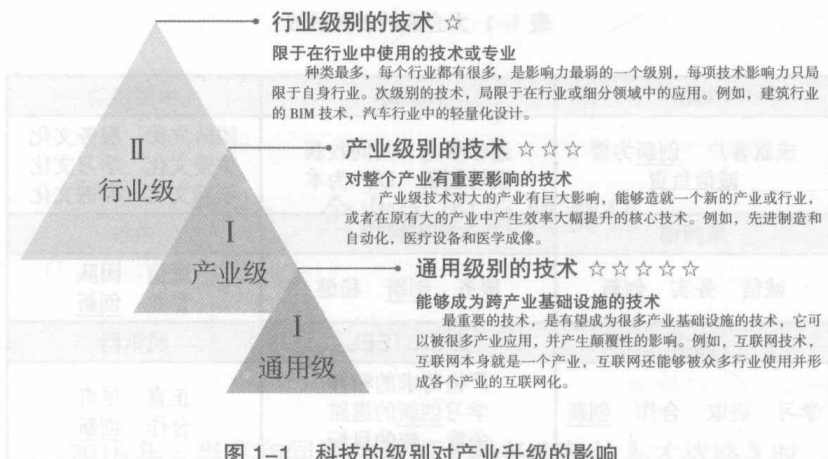 行业级别的技术 ☆
限于在行业中使用的技术或专业
种类最多，每个行业都有很多，是影响力最弱的一个级别，每项技术影响力只局
限于自身行业。次级别的技术，局限于在行业或细分领域中的应用。例如，建筑行业
的 BIM 技术，汽车行业中的轻量化设计。
Ⅱ
行业级
产业级别的技术 ☆☆☆
对整个产业有重要影响的技术
产业级技术对大的产业有巨大影响，能够造就一个新的产业或行业，
或者在原有大的产业中产生效率大幅提升的核心技术。例如，先进制造和
自动化，医疗设备和医学成像。
Ⅰ
产业级
通用级别的技术 ☆☆☆☆☆
能够成为跨产业基础设施的技术
最重要的技术，是有望成为很多产业基础设施的技术，它可
以被很多产业应用，并产生颠覆性的影响。例如，互联网技术，
互联网本身就是一个产业，互联网还能够被众多行业使用并形
成各个产业的互联网化。
Ⅰ
通用级
图 1-1 科技的级别对产业升级的影响